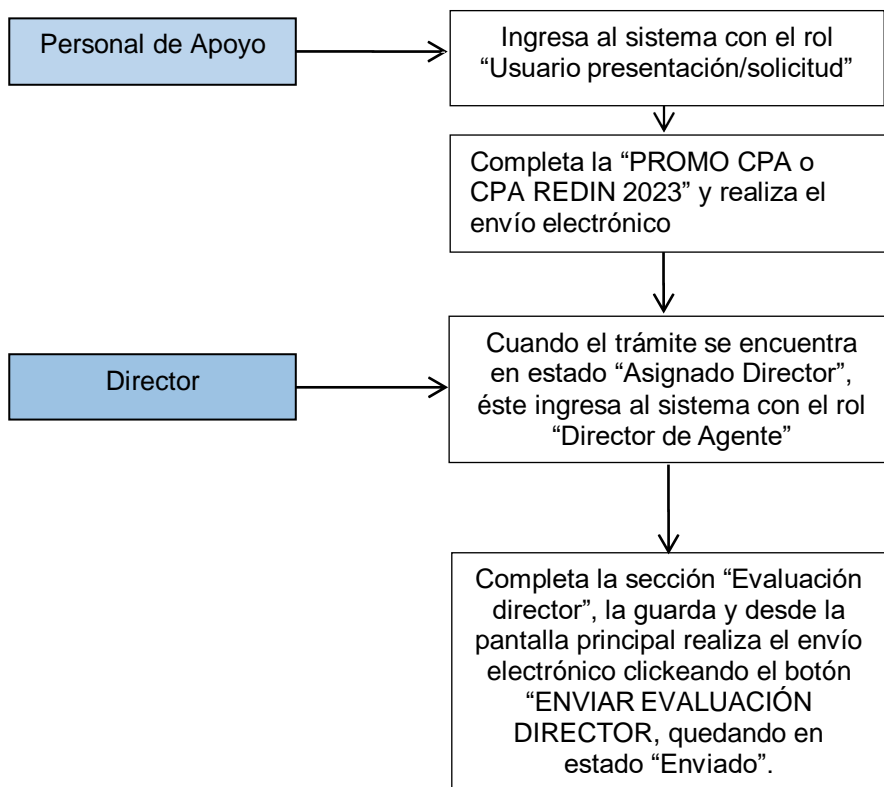 Personal de Apoyo
Ingresa al sistema con el rol
“Usuario presentación/solicitud”
Completa la “PROMO CPA o
CPA REDIN 2023” y realiza el
envío electrónico
Director
Cuando el trámite se encuentra
en estado “Asignado Director”,
éste ingresa al sistema con el rol
“Director de Agente”
Completa la sección “Evaluación
director”, la guarda y desde la
pantalla principal realiza el envío
electrónico clickeando el botón
“ENVIAR EVALUACIÓN
DIRECTOR, quedando en
estado “Enviado”.